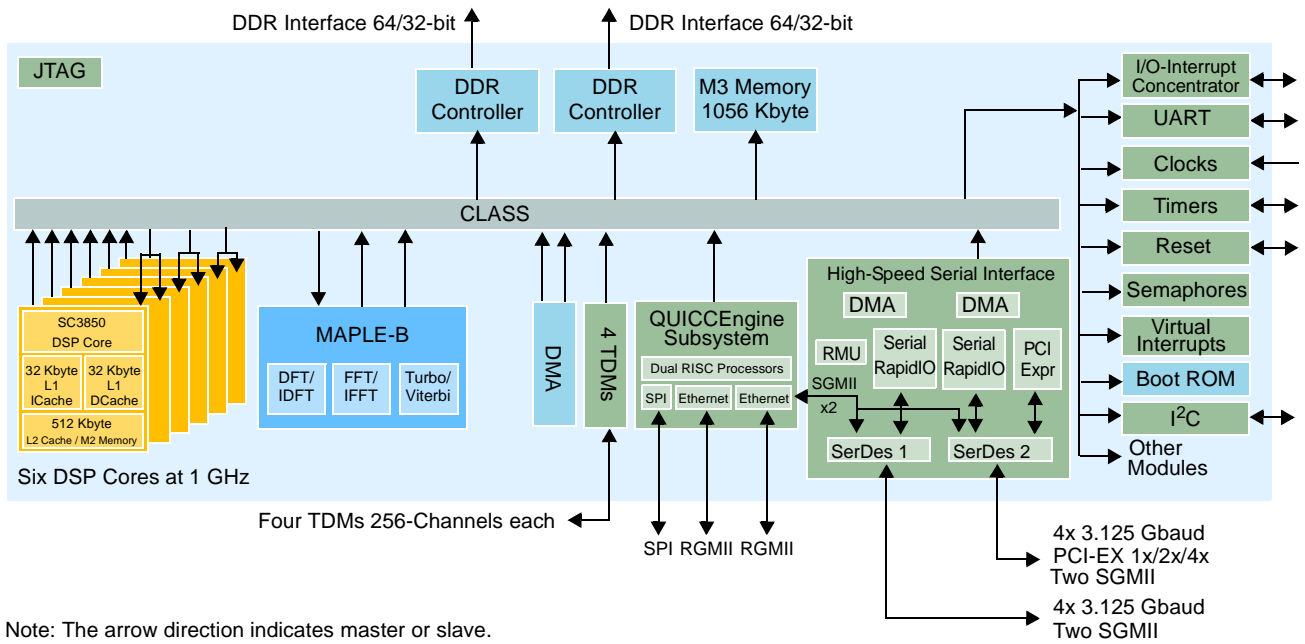 DDR Interface 64/32-bit
DDR Interface 64/32-bit
JTAG
DDR
Controller
DDR
Controller
M3 Memory
1056 Kbyte
I/O-Interrupt
Concentrator
UART
Clocks
Timers
Reset
Semaphores
Virtual
Interrupts
Boot ROM
I2C
Other
Modules
CLASS
SC3850
DSP Core
32 Kbyte
L1
ICache
32 Kbyte
L1
DCache
512 Kbyte
L2 Cache / M2 Memory
Six DSP Cores at 1 GHz
MAPLE-B
DFT/
IDFT
FFT/
IFFT
Turbo/
Viterbi
DMA
4 TDMs
QUICCEngine
Subsystem
Dual RISC Processors
SPI
Ethernet
Ethernet
High-Speed Serial Interface
DMA
DMA
RMU
Serial
RapidIO
Serial
RapidIO
PCI
Expr
SGMII
x2
SerDes 1
SerDes 2
Four TDMs 256-Channels each
SPI
RGMII
RGMII
4x 3.125 Gbaud
PCI-EX 1x/2x/4x
Two SGMII
4x 3.125 Gbaud
Two SGMII
Note: The arrow direction indicates master or slave.